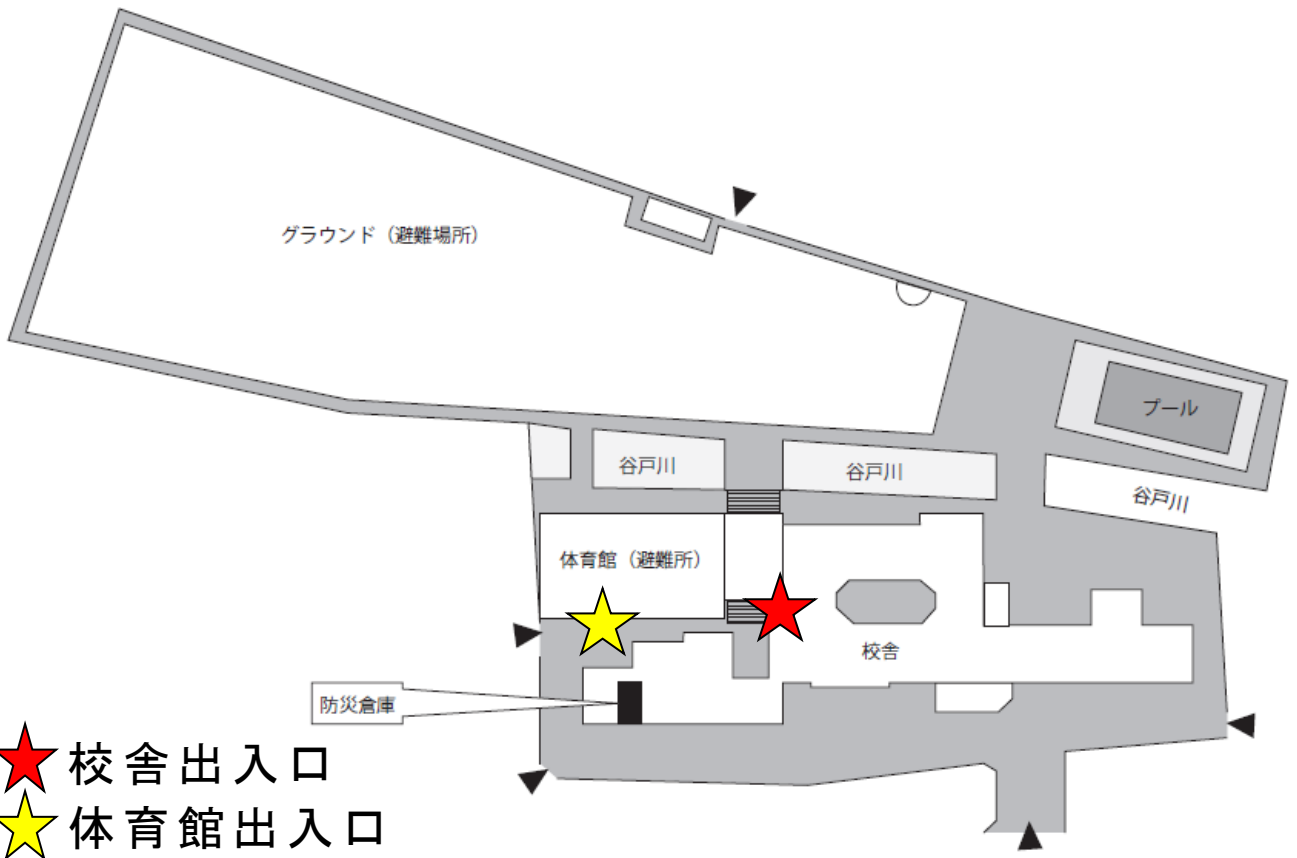 グラウンド（避難場所）
プール
谷戸川
谷戸川
谷戸川
体育館（避難所）
校舎
防災倉庫
校舎出入口
体育館出入口